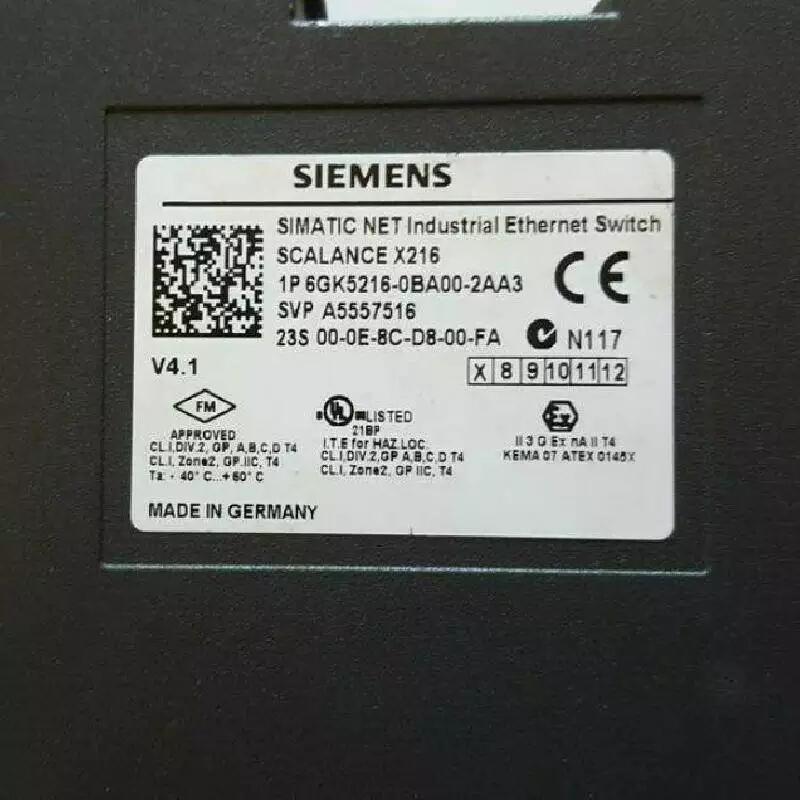 SIEMENS
SIMATIC NET Industrial Ethernet Switch
SCALANCE X216
1P 6GK5216-0BA00-2AA3
SVP A5557516
23S 00-0E-8C-D8-00-FA
N117
V4.1
X 8 9 10 11 12
FM
APPROVED
CL.I,DIV.2, GP, A,B,C,D T4
CL.I, Zone2, GP.IIC, T4
Ta: - 40° C...+60° C
UL LISTED
21BP
I.T.E for HAZ.LOC.
CL.I,DIV.2,GP A,B,C,D T4
CL.I, Zone2, GP IIC, T4
Ex
II 3 G Ex nA II T4
KEMA 07 ATEX 0145X
MADE IN GERMANY